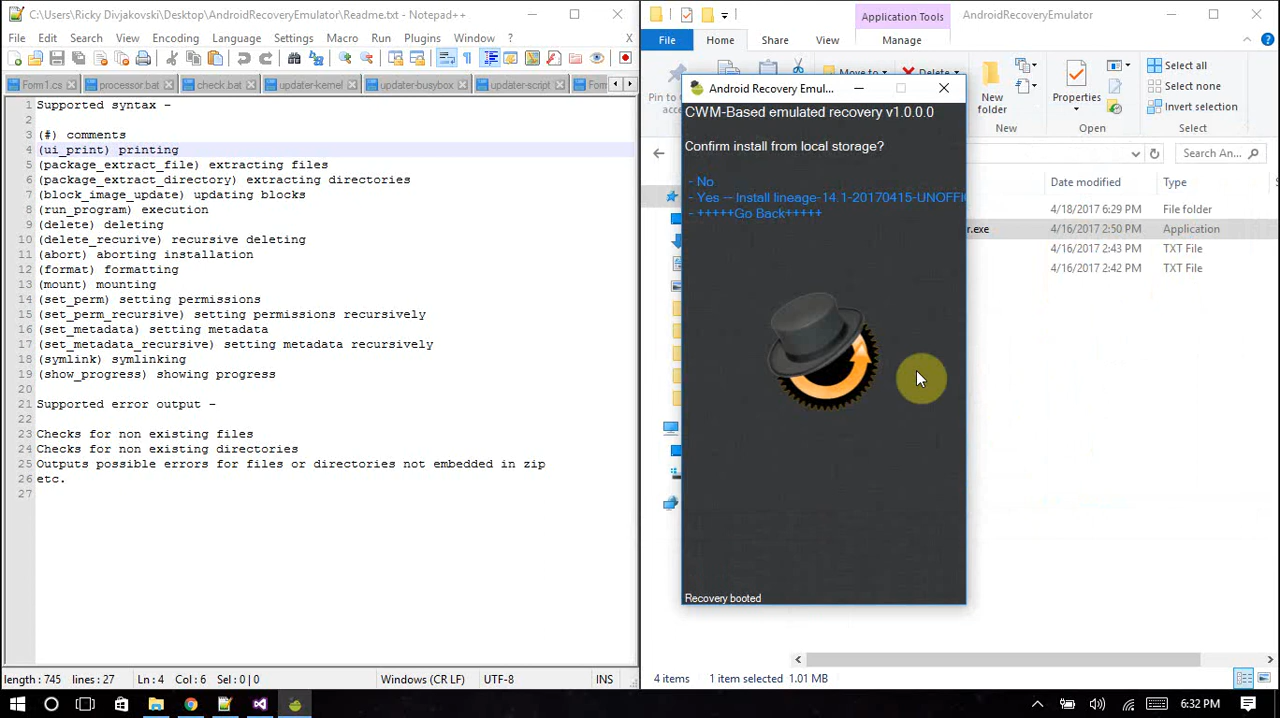 C:\Users\Ricky Divjakovski\Desktop\AndroidRecoveryEmulator\Readme.txt - Notepad++
File Edit Search View Encoding Language Settings Macro Run Plugins Window ? X
Form1.cs processor.bat check.bat updater-kernel updater-busybox updater-script Form
1 Supported syntax -
2
3 (#) comments
4 (ui_print) printing
5 (package_extract_file) extracting files
6 (package_extract_directory) extracting directories
7 (block_image_update) updating blocks
8 (run_program) execution
9 (delete) deleting
10 (delete_recurive) recursive deleting
11 (abort) aborting installation
12 (format) formatting
13 (mount) mounting
14 (set_perm) setting permissions
15 (set_perm_recursive) setting permissions recursively
16 (set_metadata) setting metadata
17 (set_metadata_recursive) setting metadata recursively
18 (symlink) symlinking
19 (show_progress) showing progress
20
21 Supported error output -
22
23 Checks for non existing files
24 Checks for non existing directories
25 Outputs possible errors for files or directories not embedded in zip
26 etc.
27
length : 745 lines : 27 Ln : 4 Col : 6 Sel : 0 | 0 Windows (CR LF) UTF-8 INS
Application Tools AndroidRecoveryEmulator
File Home Share View Manage
Pin to
acce
Move to Delete
New
folder
New
Properties
Open
Select all
Select none
Invert selection
Select
Search An...
Date modified Type
4/18/2017 6:29 PM File folder
r.exe 4/16/2017 2:50 PM Application
4/16/2017 2:43 PM TXT File
4/16/2017 2:42 PM TXT File
4 items 1 item selected 1.01 MB
Android Recovery Emul...
CWM-Based emulated recovery v1.0.0.0
Confirm install from local storage?
- No
- Yes -- Install lineage-14.1-20170415-UNOFFI
- +++++Go Back+++++
Recovery booted
6:32 PM